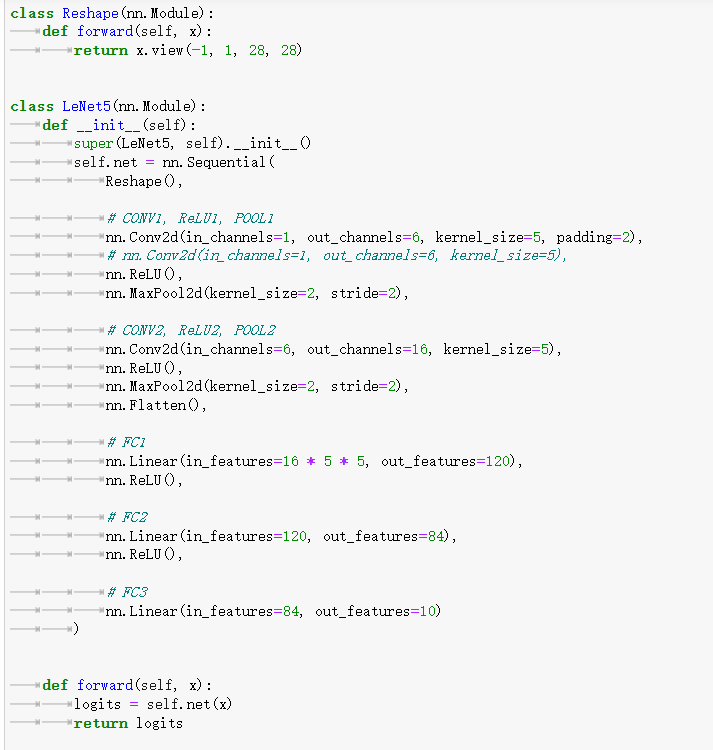 class Reshape(nn.Module):
    def forward(self, x):
        return x.view(-1, 1, 28, 28)

class LeNet5(nn.Module):
    def __init__(self):
        super(LeNet5, self).__init__()
        self.net = nn.Sequential(
            Reshape(),

            # CONV1, ReLU1, POOL1
            nn.Conv2d(in_channels=1, out_channels=6, kernel_size=5, padding=2),
            # nn.Conv2d(in_channels=1, out_channels=6, kernel_size=5),
            nn.ReLU(),
            nn.MaxPool2d(kernel_size=2, stride=2),

            # CONV2, ReLU2, POOL2
            nn.Conv2d(in_channels=6, out_channels=16, kernel_size=5),
            nn.ReLU(),
            nn.MaxPool2d(kernel_size=2, stride=2),
            nn.Flatten(),

            # FC1
            nn.Linear(in_features=16 * 5 * 5, out_features=120),
            nn.ReLU(),

            # FC2
            nn.Linear(in_features=120, out_features=84),
            nn.ReLU(),

            # FC3
            nn.Linear(in_features=84, out_features=10)
        )

    def forward(self, x):
        logits = self.net(x)
        return logits